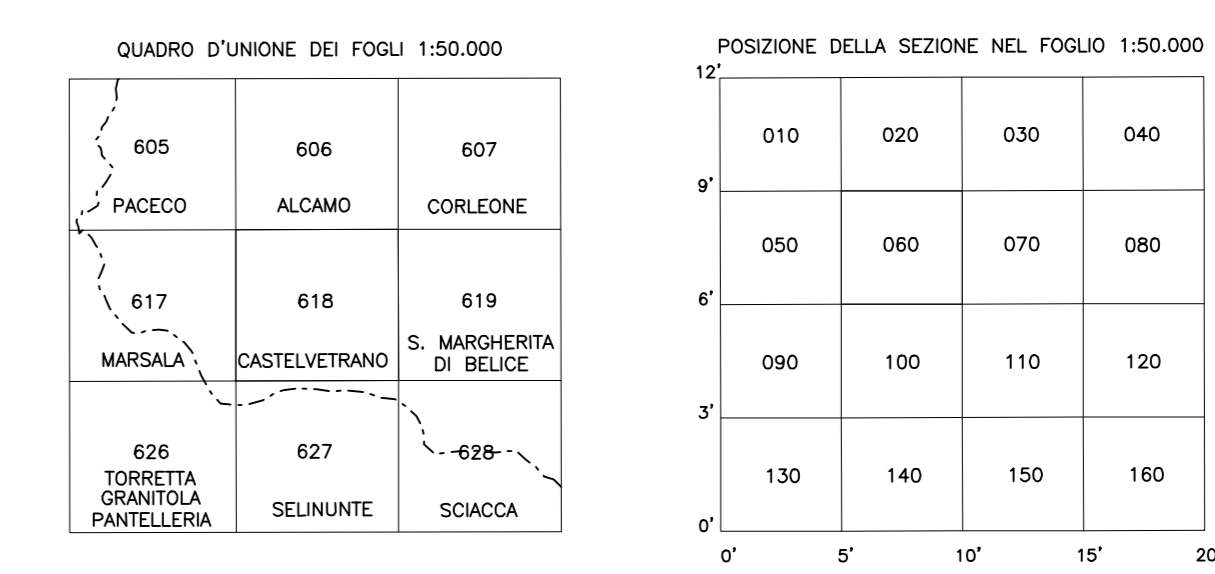 QUADRO D'UNIONE DEI FOGLI 1:50.000
605 606 607
PACECO ALCAMO CORLEONE
617 618 619
MARSALA CASTELVETRANO S. MARGHERITA
DI BELICE
626 627 628
TORRETTA
GRANITOLA
PANTELLERIA SELINUNTE SCIACCA
POSIZIONE DELLA SEZIONE NEL FOGLIO 1:50.000
12'
010 020 030 040
9'
050 060 070 080
6'
090 100 110 120
3'
130 140 150 160
0'
0' 5' 10' 15' 20